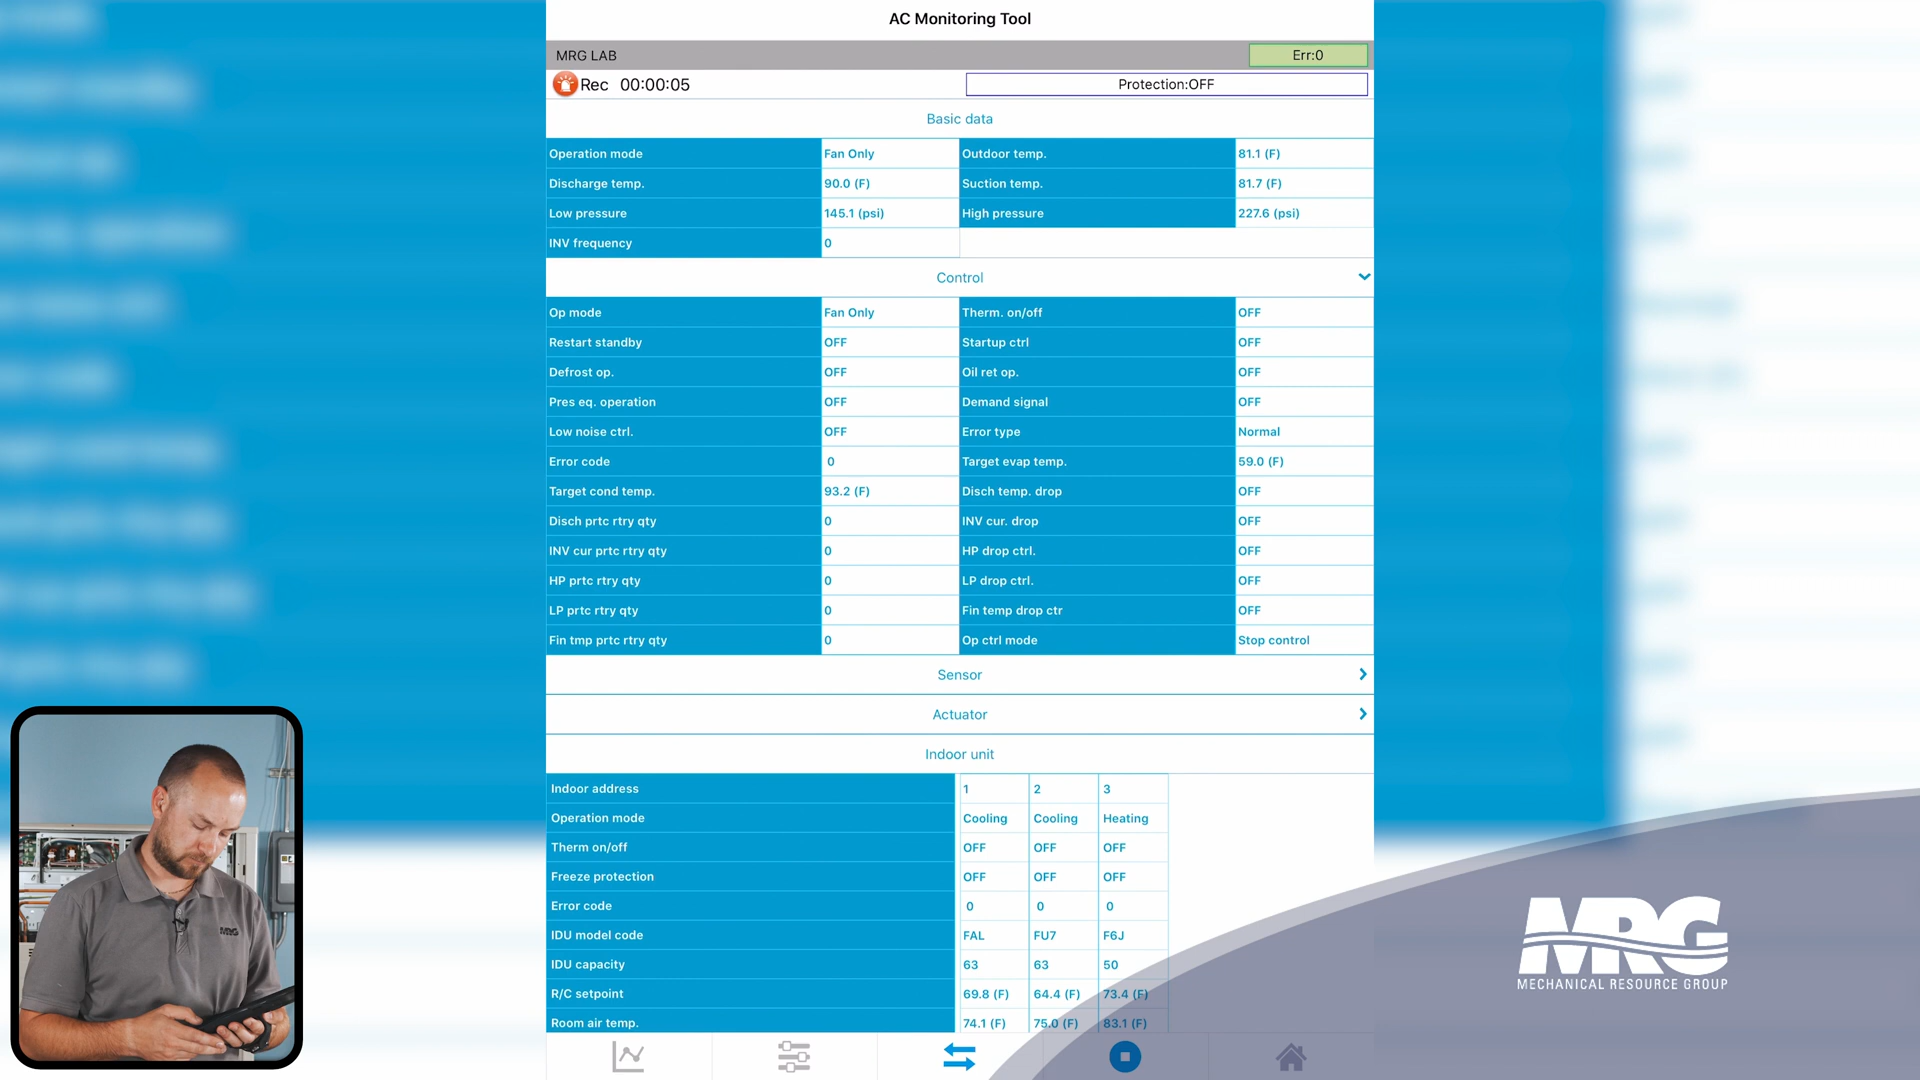 AC Monitoring Tool
MRG LAB Err:0
Rec 00:00:05 Protection:OFF
Basic data
Operation mode Fan Only Outdoor temp. 81.1 (F)
Discharge temp. 90.0 (F) Suction temp. 81.7 (F)
Low pressure 145.1 (psi) High pressure 227.6 (psi)
INV frequency 0
Control
Op mode Fan Only Therm. on/off OFF
Restart standby OFF Startup ctrl OFF
Defrost op. OFF Oil ret op. OFF
Pres eq. operation OFF Demand signal OFF
Low noise ctrl. OFF Error type Normal
Error code 0 Target evap temp. 59.0 (F)
Target cond temp. 93.2 (F) Disch temp. drop OFF
Disch prtc rtry qty 0 INV cur. drop OFF
INV cur prtc rtry qty 0 HP drop ctrl. OFF
HP prtc rtry qty 0 LP drop ctrl. OFF
LP prtc rtry qty 0 Fin temp drop ctr OFF
Fin tmp prtc rtry qty 0 Op ctrl mode Stop control
Sensor
Actuator
Indoor unit
Indoor address 1 2 3
Operation mode Cooling Cooling Heating
Therm on/off OFF OFF OFF
Freeze protection OFF OFF OFF
Error code 0 0 0
IDU model code FAL FU7 F6J
IDU capacity 63 63 50
R/C setpoint 69.8 (F) 64.4 (F) 73.4 (F)
Room air temp. 74.1 (F) 75.0 (F) 83.1 (F)
MRG
MRG
MECHANICAL RESOURCE GROUP